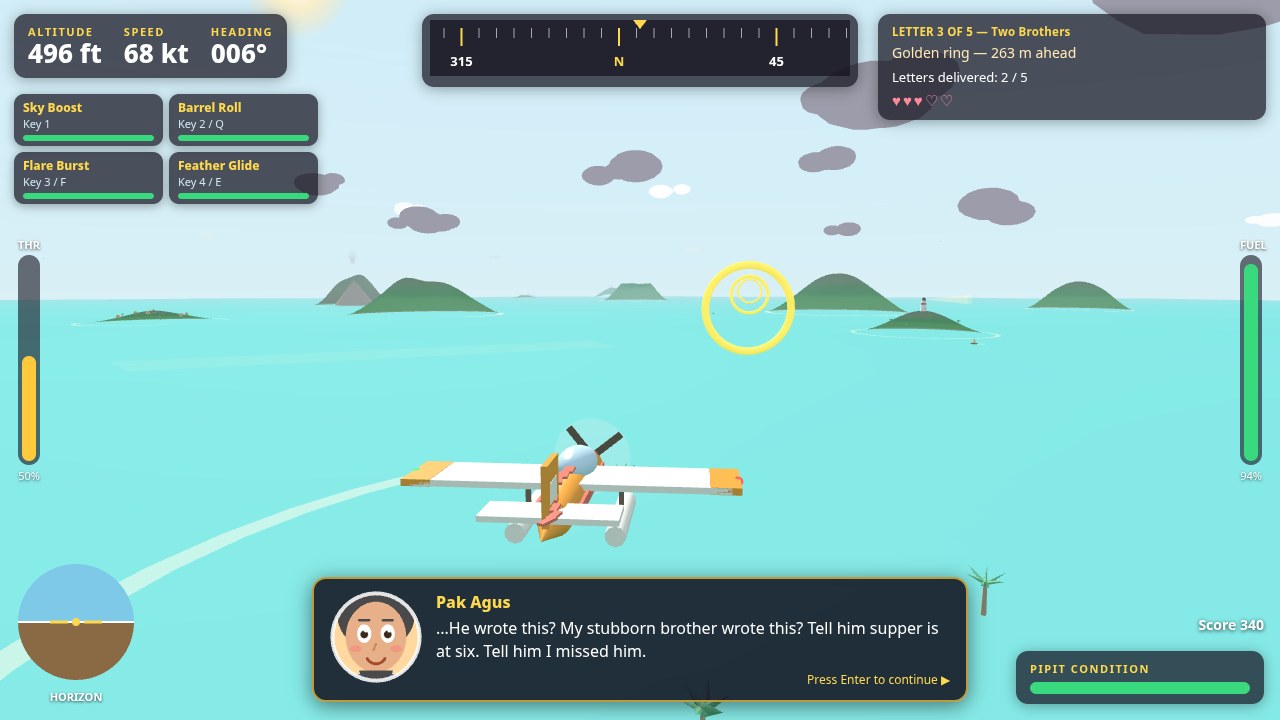 ALTITUDE SPEED HEADING
496 ft 68 kt 006°
315 N 45
LETTER 3 OF 5 — Two Brothers
Golden ring — 263 m ahead
Letters delivered: 2 / 5
♥♥♥♡♡
Sky Boost
Key 1
Barrel Roll
Key 2 / Q
Flare Burst
Key 3 / F
Feather Glide
Key 4 / E
THR
50%
FUEL
94%
HORIZON
Pak Agus
...He wrote this? My stubborn brother wrote this? Tell him supper is
at six. Tell him I missed him.
Press Enter to continue ▶
Score 340
PIPIT CONDITION